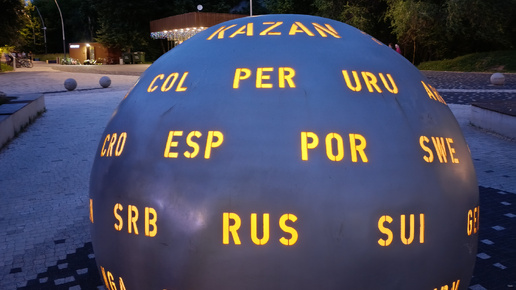 KAZAN
COL PER URU
CRO ESP POR SWE
SRB RUS SUI